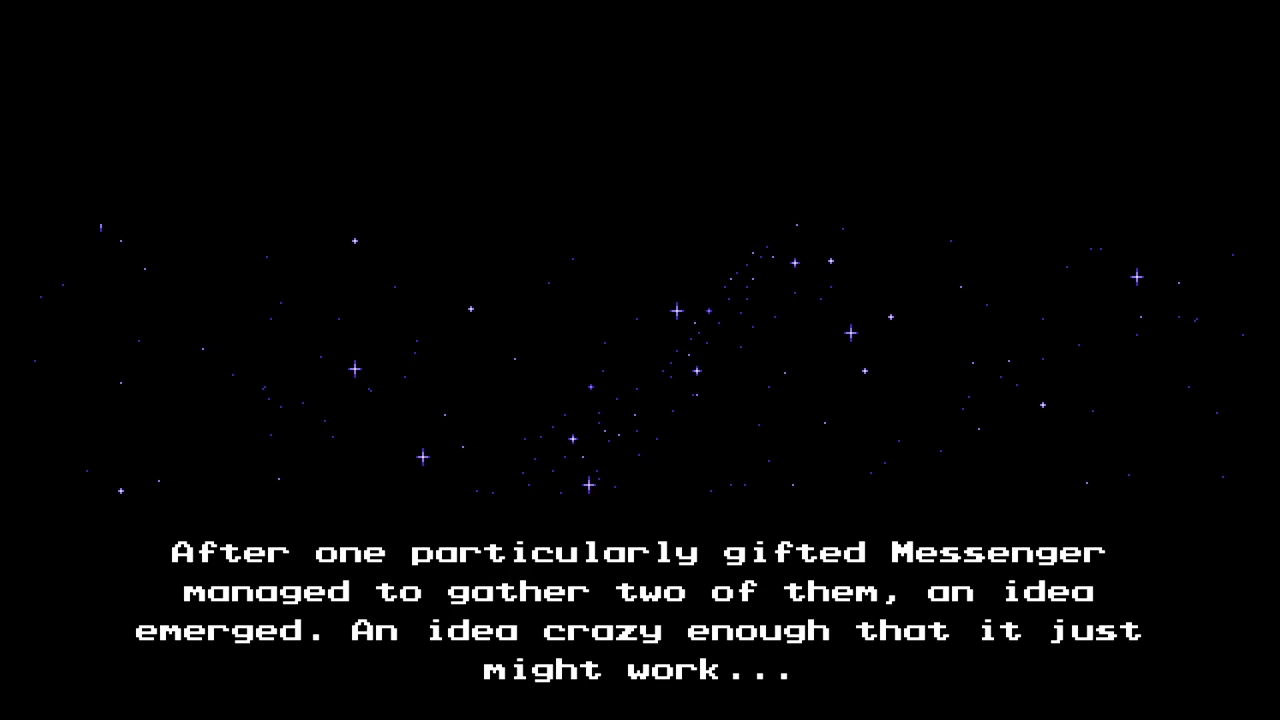 After one particularly gifted Messenger
managed to gather two of them, an idea
emerged. An idea crazy enough that it just
might work...